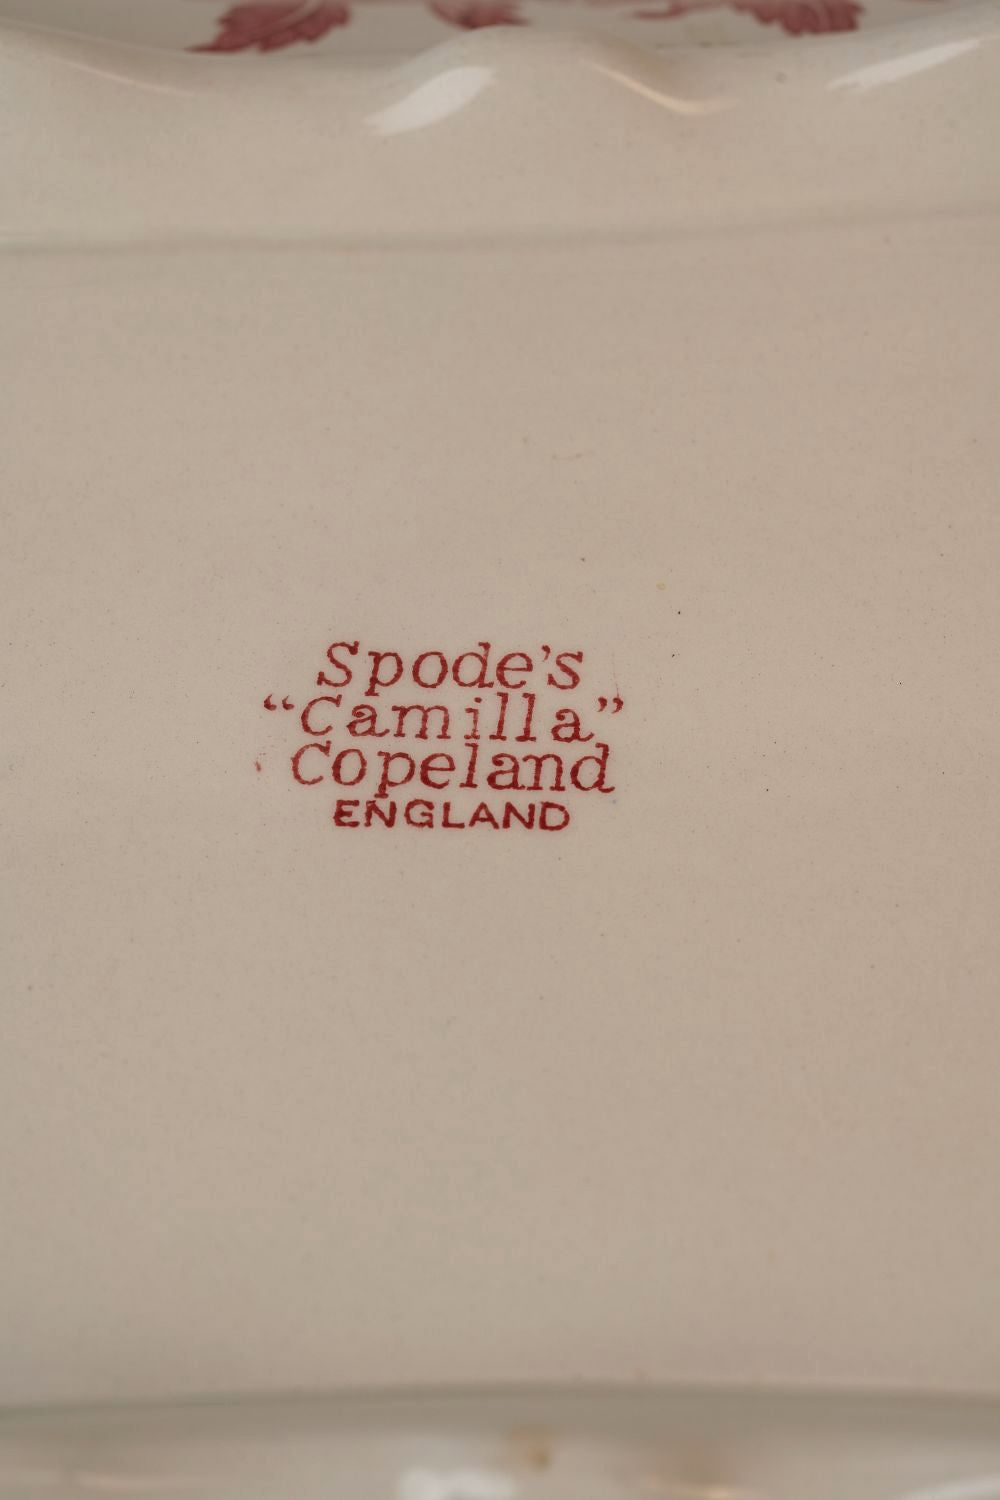 Spode's
“Camilla”
Copeland
ENGLAND